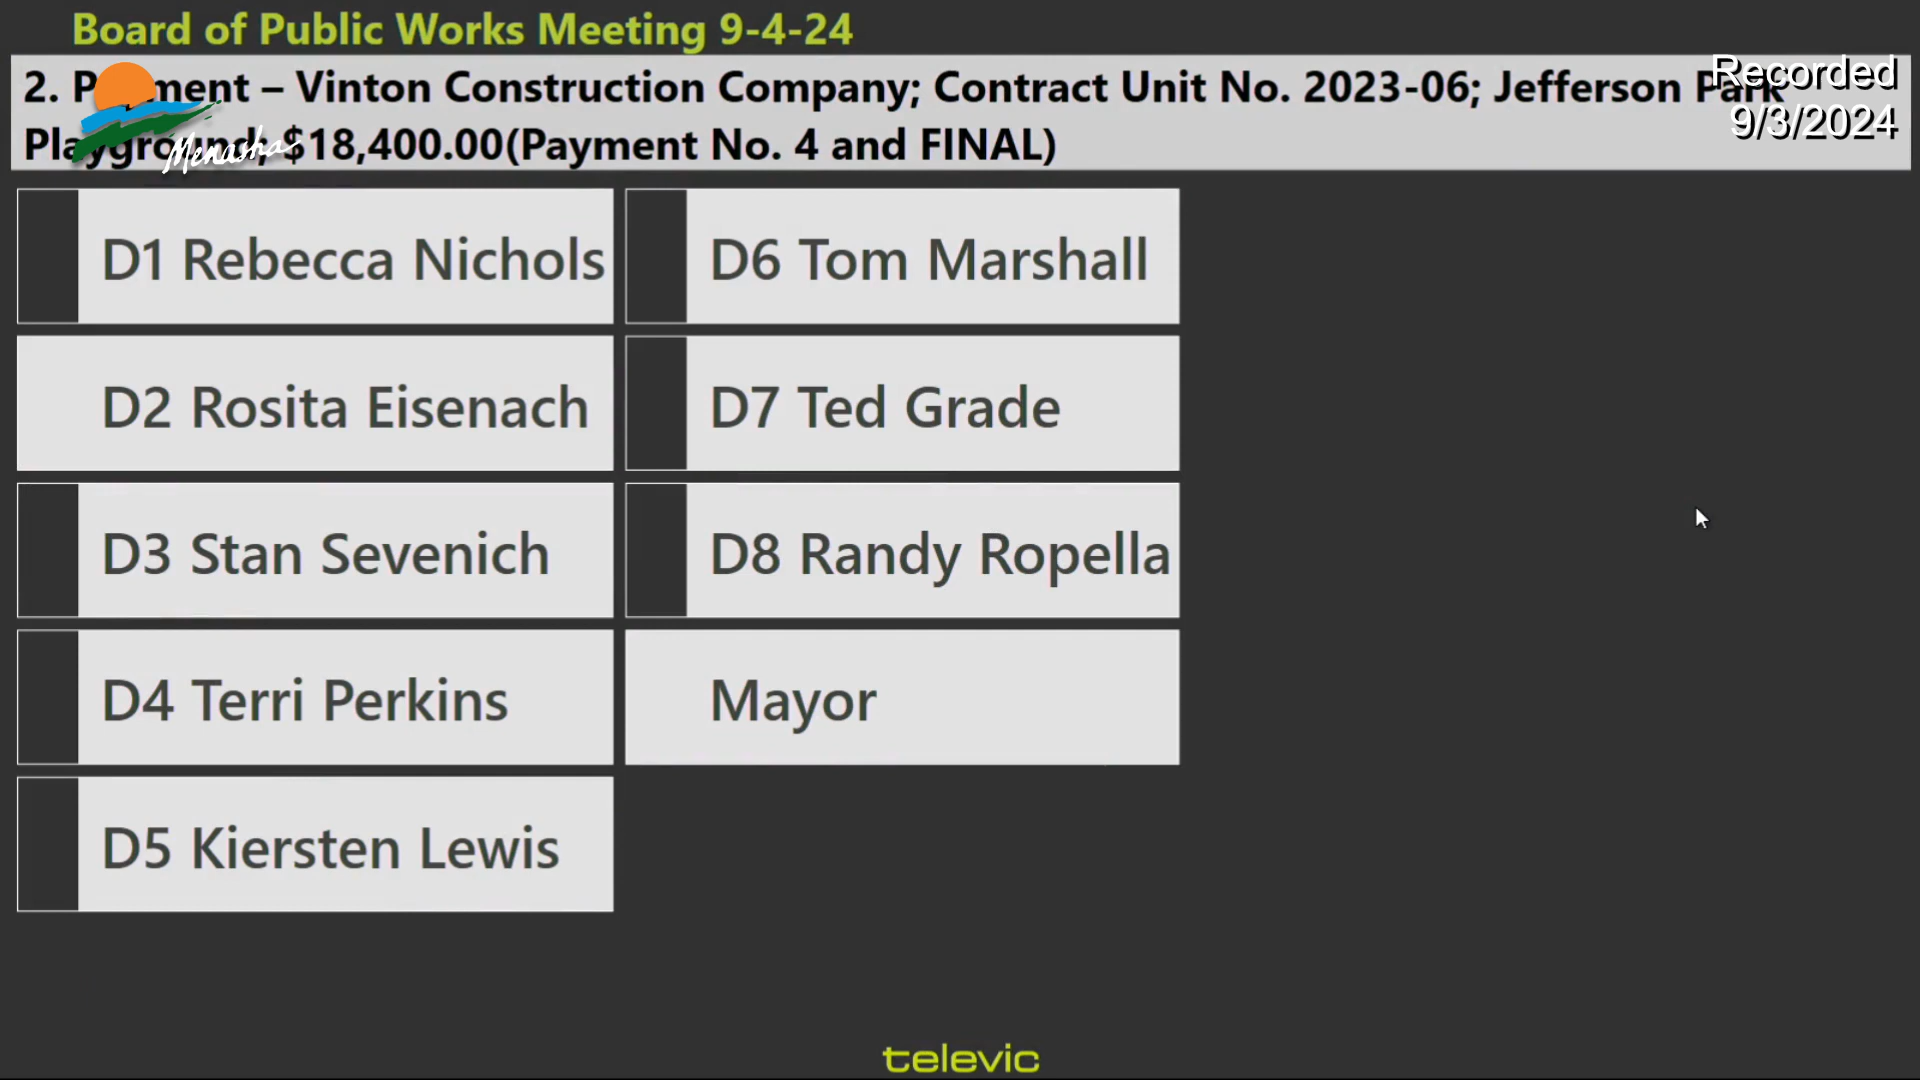 Board of Public Works Meeting 9-4-24
2. Payment – Vinton Construction Company; Contract Unit No. 2023-06; Jefferson Park
Playground; $18,400.00(Payment No. 4 and FINAL)
Recorded
9/3/2024
Menasha
D1 Rebecca Nichols
D2 Rosita Eisenach
D3 Stan Sevenich
D4 Terri Perkins
D5 Kiersten Lewis
D6 Tom Marshall
D7 Ted Grade
D8 Randy Ropella
Mayor
televic